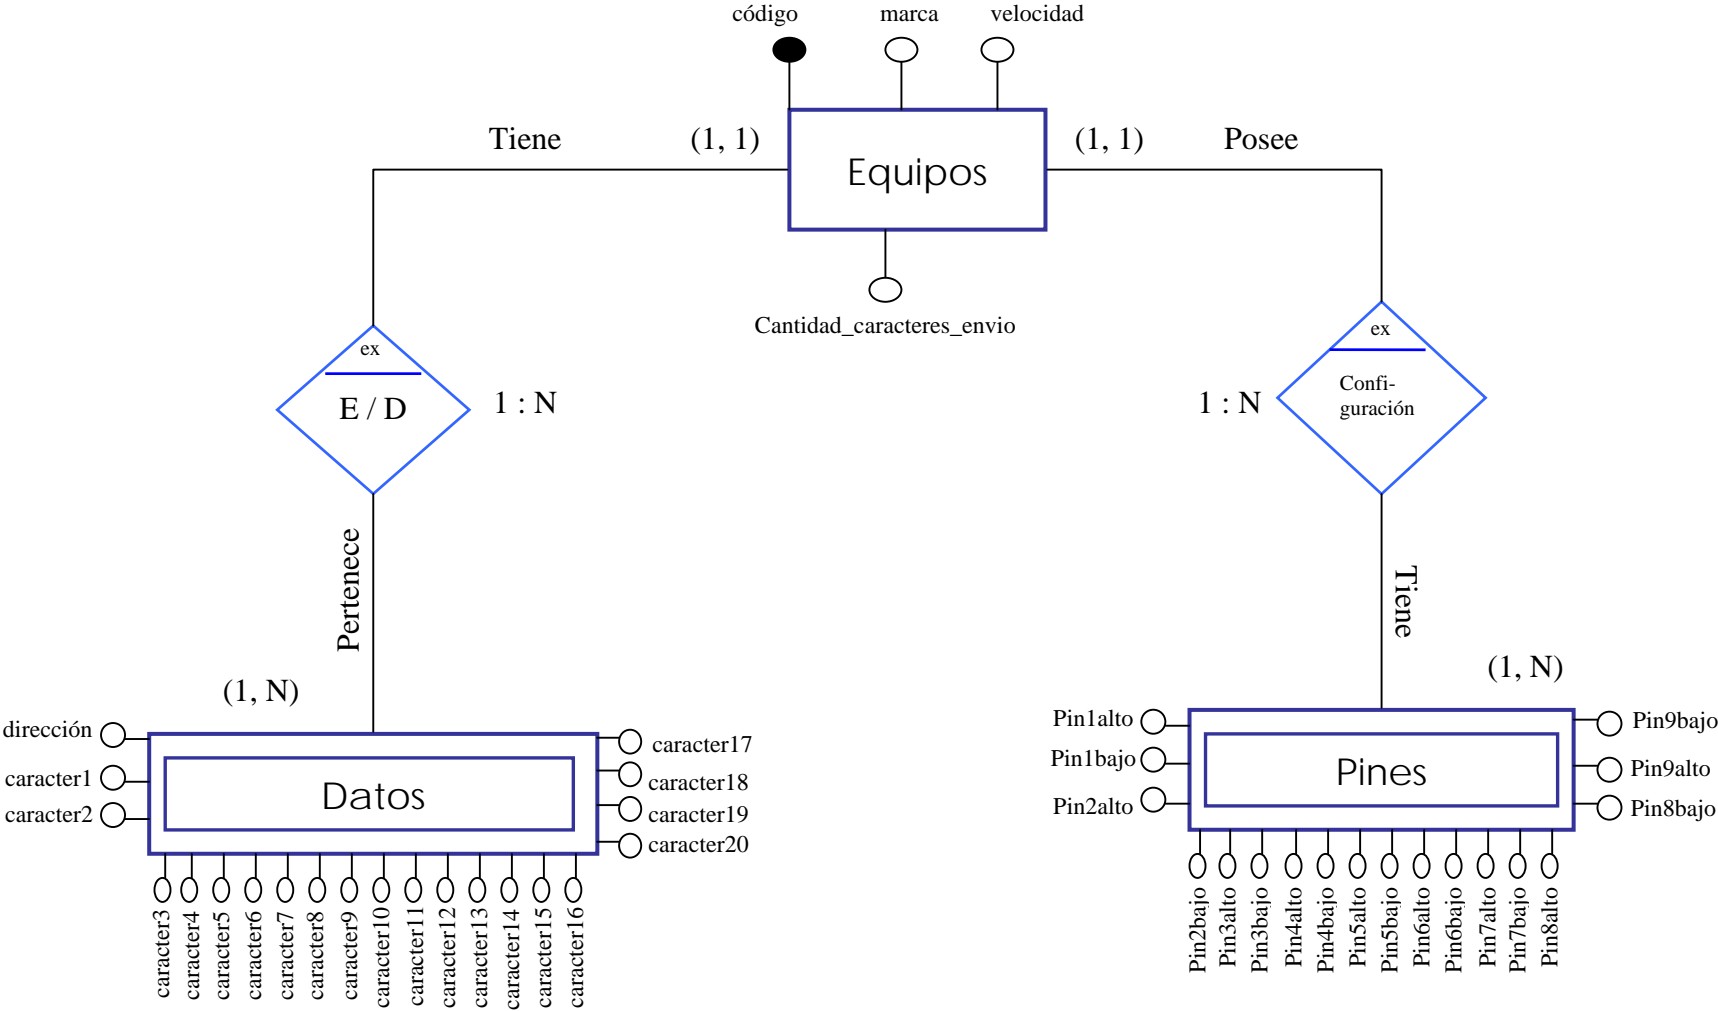 código
marca
velocidad
Tiene
(1, 1)
Equipos
(1, 1)
Posee
Cantidad_caracteres_envio
ex
E / D
1 : N
ex
Confi-
guración
1 : N
Pertenece
Tiene
(1, N)
(1, N)
dirección
caracter1
caracter2
Datos
caracter17
caracter18
caracter19
caracter20
caracter3
caracter4
caracter5
caracter6
caracter7
caracter8
caracter9
caracter10
caracter11
caracter12
caracter13
caracter14
caracter15
caracter16
Pin1alto
Pin1bajo
Pin2alto
Pines
Pin9bajo
Pin9alto
Pin8bajo
Pin2bajo
Pin3alto
Pin3bajo
Pin4alto
Pin4bajo
Pin5alto
Pin5bajo
Pin6alto
Pin6bajo
Pin7alto
Pin7bajo
Pin8alto